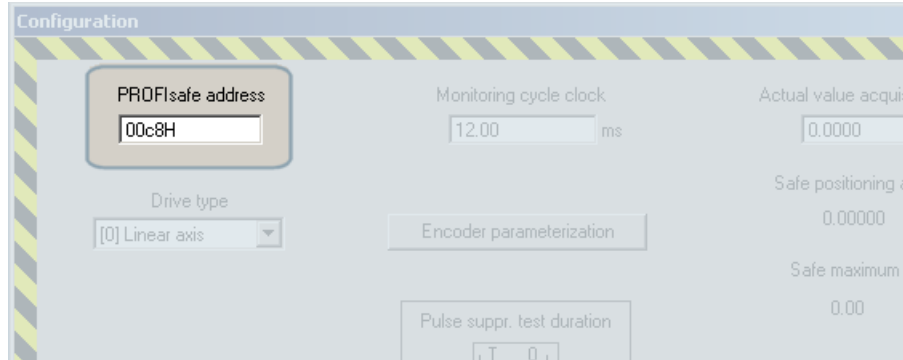 Configuration
PROFIsafe address
00c8H
Monitoring cycle clock
12.00 ms
Actual value acqui
0.0000
Drive type
[0] Linear axis
Encoder parameterization
Safe positioning
0.00000
Safe maximum
0.00
Pulse suppr. test duration